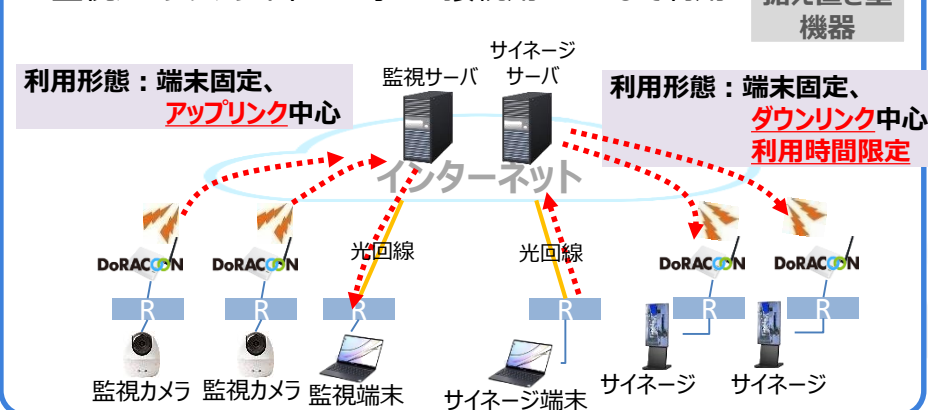 機器
サイネージ
サーバ
監視サーバ
利用形態：端末固定、
アップリンク中心
利用形態：端末固定、
ダウンリンク中心
利用時間限定
インターネット
光回線
光回線
DoRACOON
DoRACOON
DoRACOON
DoRACOON
R
R
R
R
R
R
監視カメラ
監視カメラ
監視端末
サイネージ端末
サイネージ
サイネージ